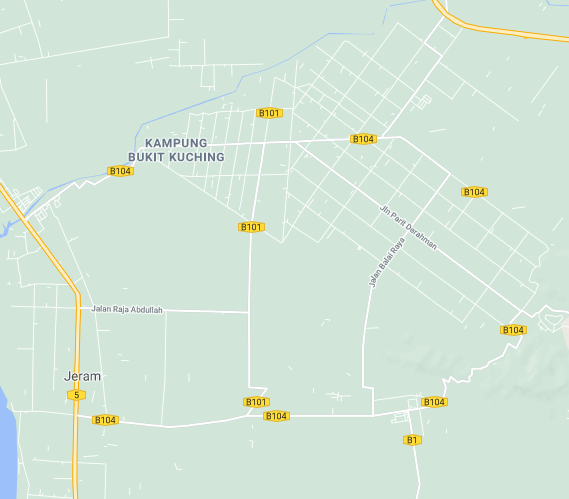 B101
B104
KAMPUNG
BUKIT KUCHING
B104
B104
Jln Parit Derahman
B101
Jalan Balai Raya
Jalan Raja Abdullah
B104
Jeram
5
B101
B104
B104
B104
B1